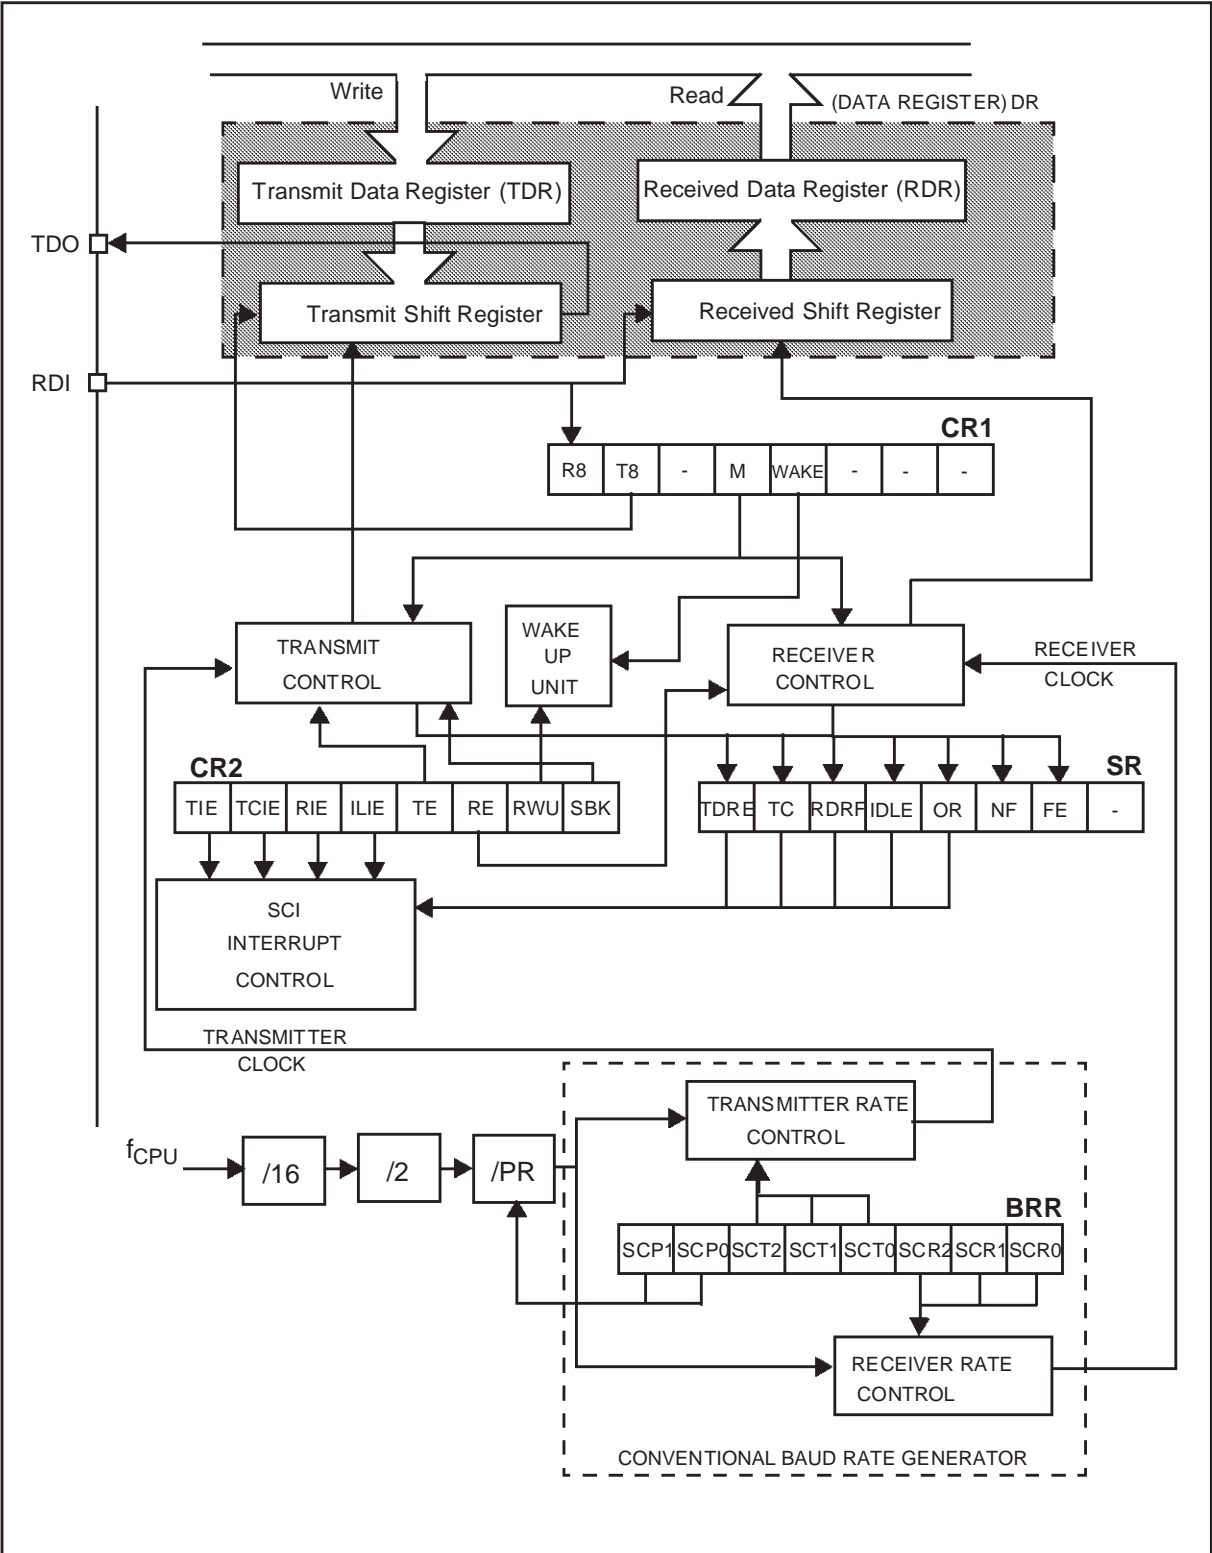 Write
Read
(DATA REGISTER) DR
Transmit Data Register (TDR)
Received Data Register (RDR)
TDO
Transmit Shift Register
Received Shift Register
RDI
CR1
R8 T8 - M WAKE - - -
TRANSMIT
CONTROL
WAKE
UP
UNIT
RECEIVER
CONTROL
RECEIVER
CLOCK
CR2
TIE TCIE RIE ILIE TE RE RWU SBK
SR
TDRE TC RDRF IDLE OR NF FE -
SCI
INTERRUPT
CONTROL
TRANSMITTER
CLOCK
TRANSMITTER RATE
CONTROL
fCPU
/16
/2
/PR
BRR
SCP1 SCP0 SCT2 SCT1 SCT0 SCR2 SCR1 SCR0
RECEIVER RATE
CONTROL
CONVENTIONAL BAUD RATE GENERATOR